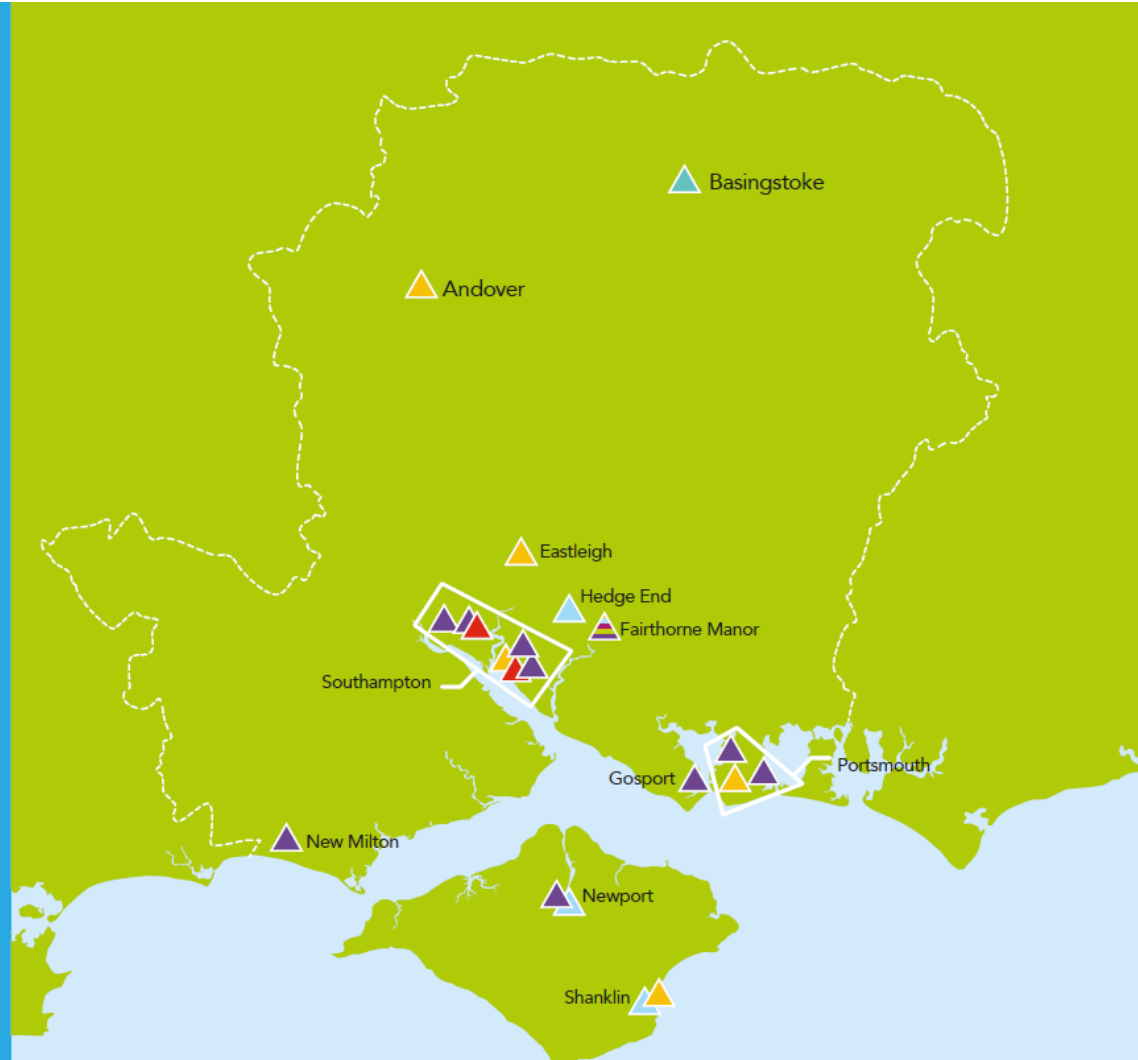 Basingstoke
Andover
Eastleigh
Hedge End
Fairthorne Manor
Southampton
Portsmouth
Gosport
New Milton
Newport
Shanklin